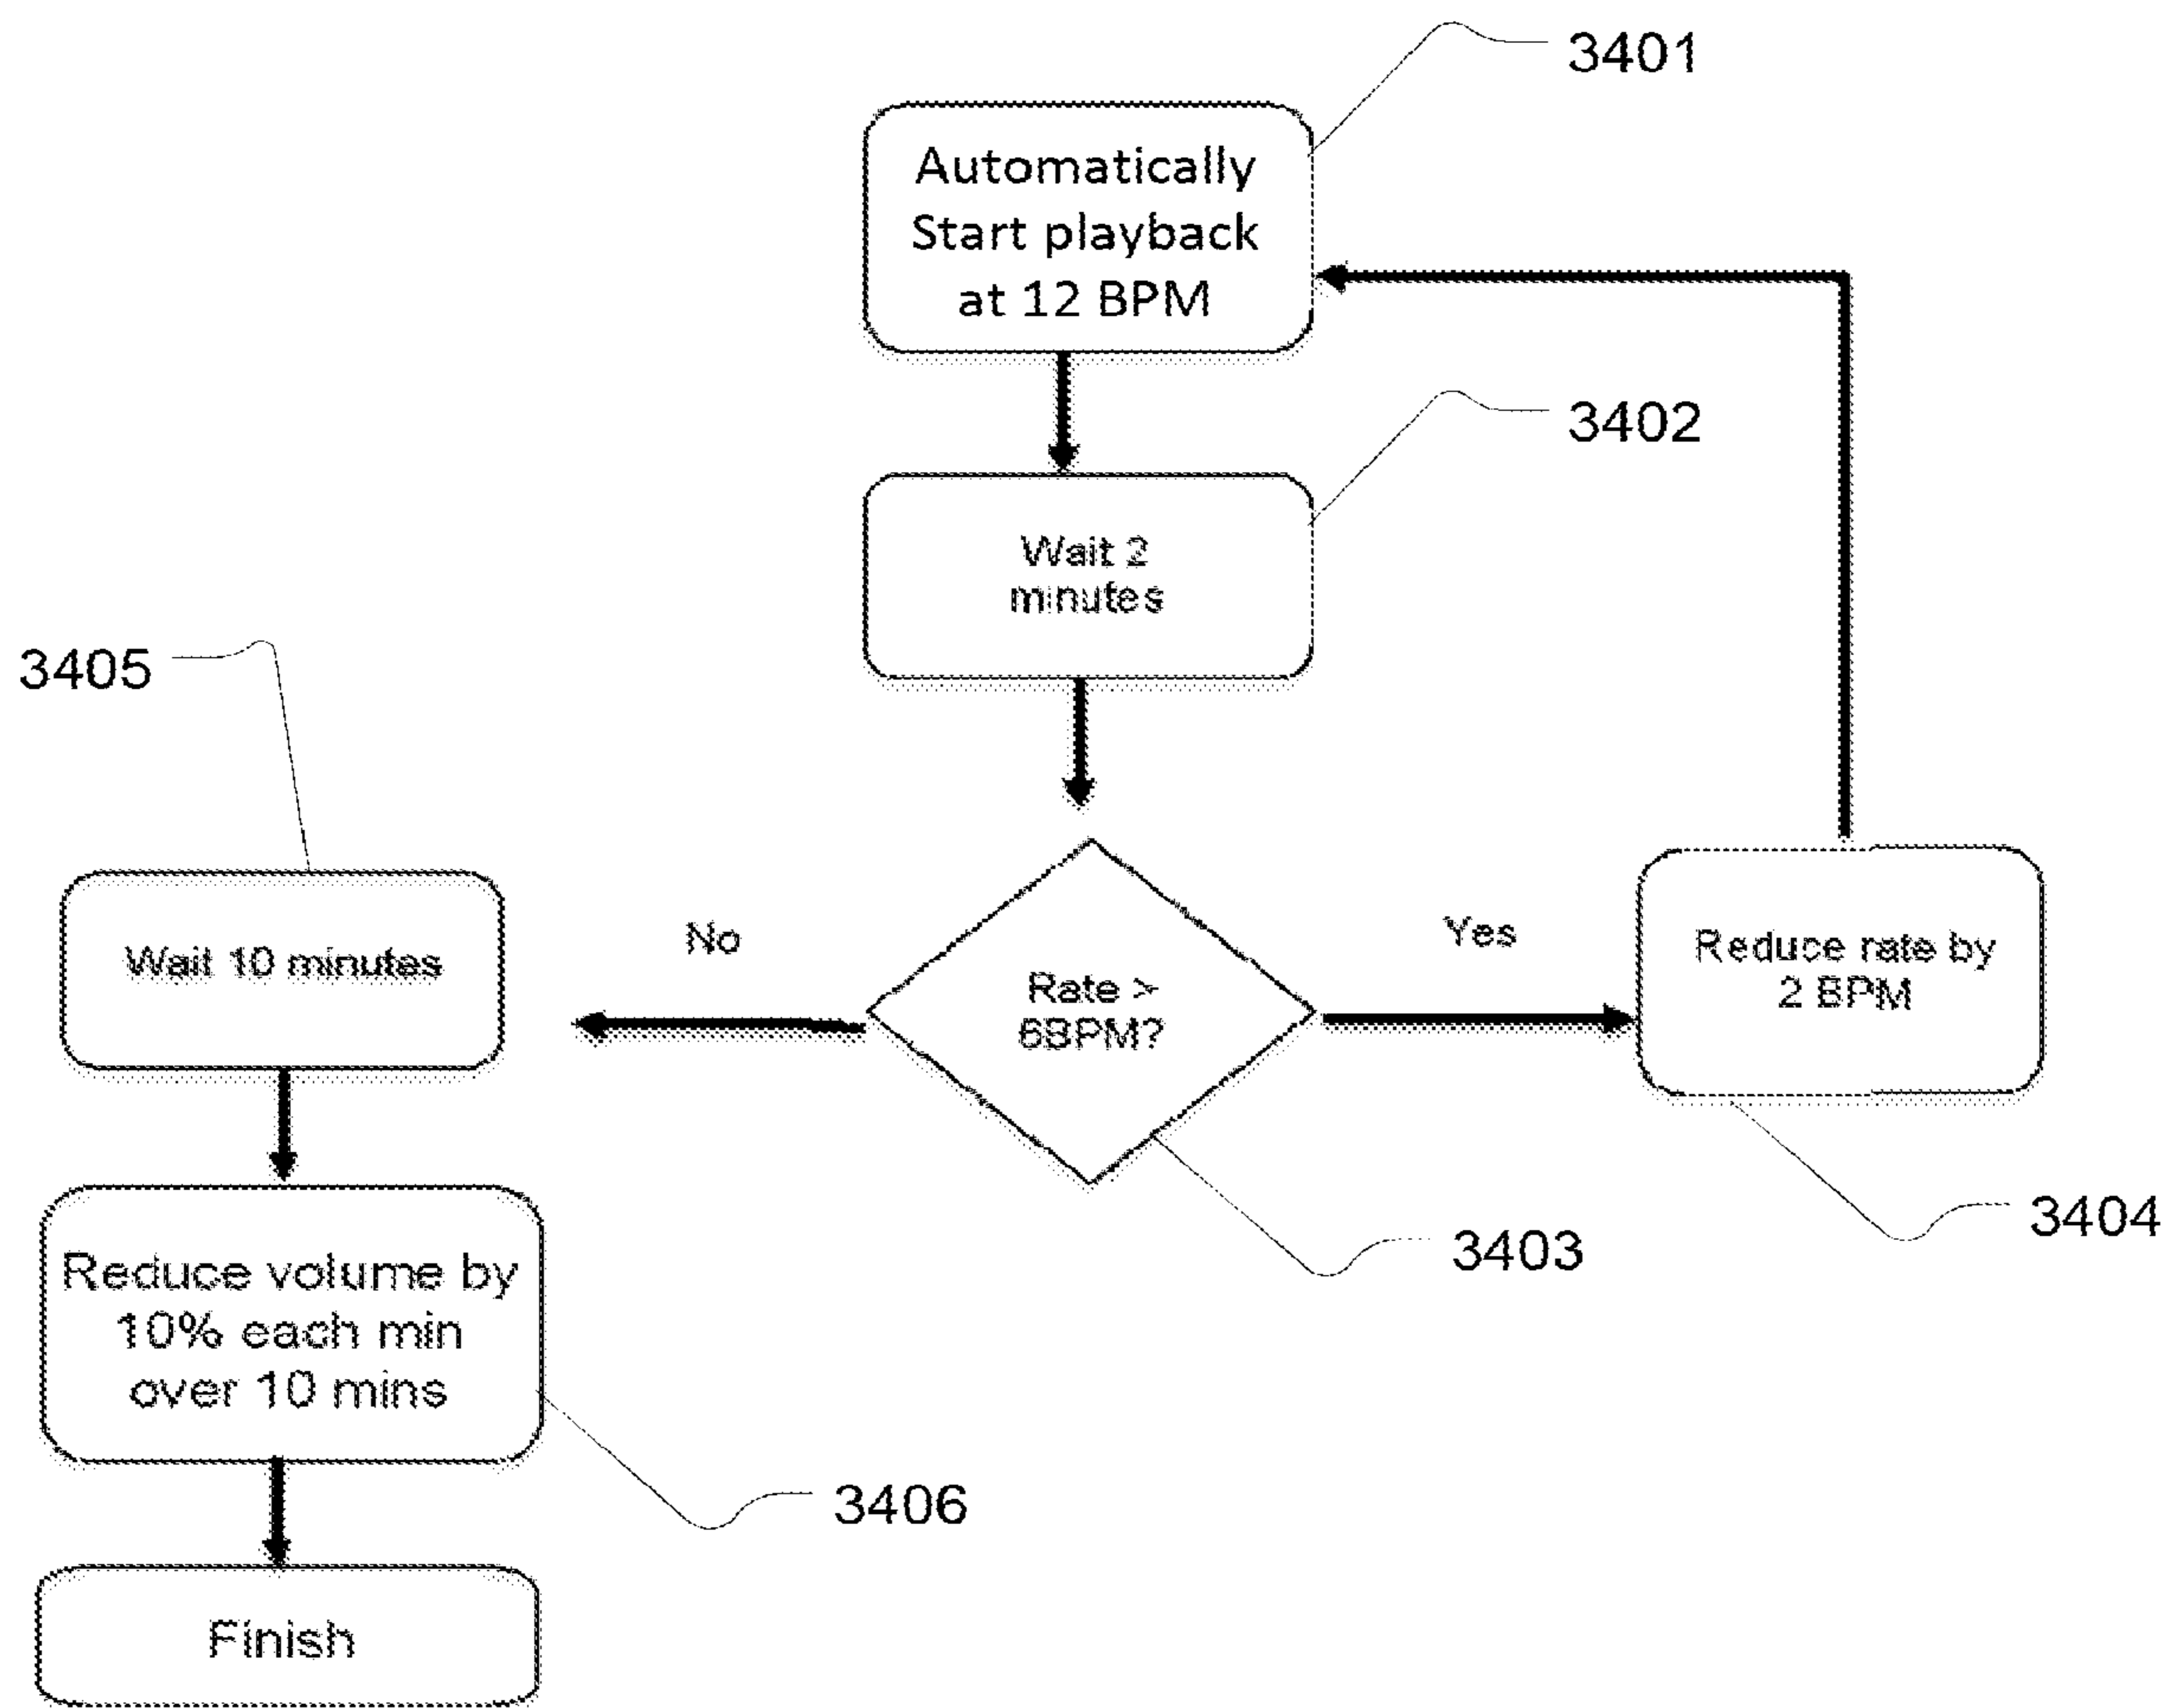 3401
Automatically
Start playback
at 12 BPM
3402
Wait 2
minutes
3405
Wait 10 minutes
No
Rate >
6BPM?
Yes
Reduce rate by
2 BPM
3404
3403
Reduce volume by
10% each min
over 10 mins
3406
Finish